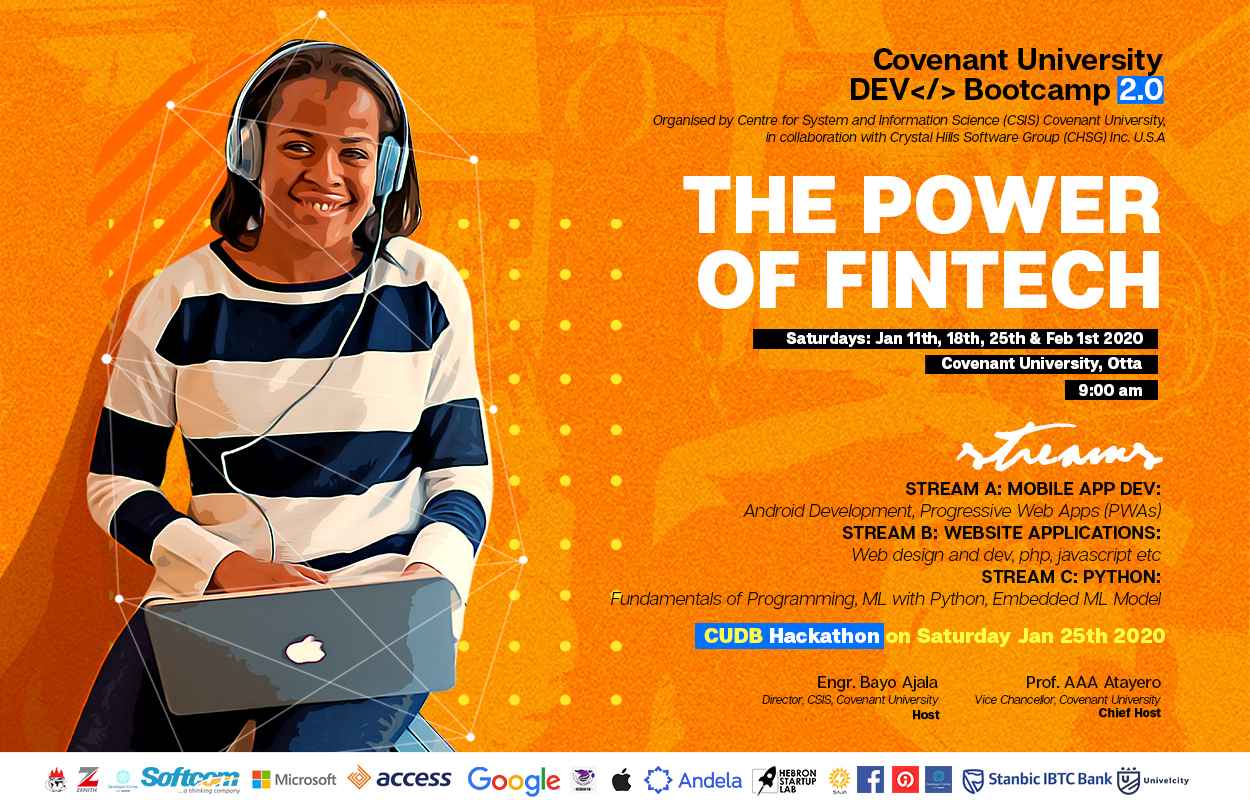 Covenant University
DEV</> Bootcamp 2.0
Organised by Centre for System and Information Science (CSIS) Covenant University,
in collaboration with Crystal Hills Software Group (CHSG) Inc. U.S.A
THE POWER
OF FINTECH
Saturdays: Jan 11th, 18th, 25th & Feb 1st 2020
Covenant University, Otta
9:00 am
streams
STREAM A: MOBILE APP DEV:
Android Development, Progressive Web Apps (PWAs)
STREAM B: WEBSITE APPLICATIONS:
Web design and dev, php, javascript etc
STREAM C: PYTHON:
Fundamentals of Programming, ML with Python, Embedded ML Model
CUDB Hackathon on Saturday Jan 25th 2020
Engr. Bayo Ajala
Director, CSIS, Covenant University
Host
Prof. AAA Atayero
Vice Chancellor, Covenant University
Chief Host
ZENITH
Softcom
...a thinking company
Microsoft
access
Google
Andela
HEBRON
STARTUP
LAB
Stanbic IBTC Bank
Univelcity